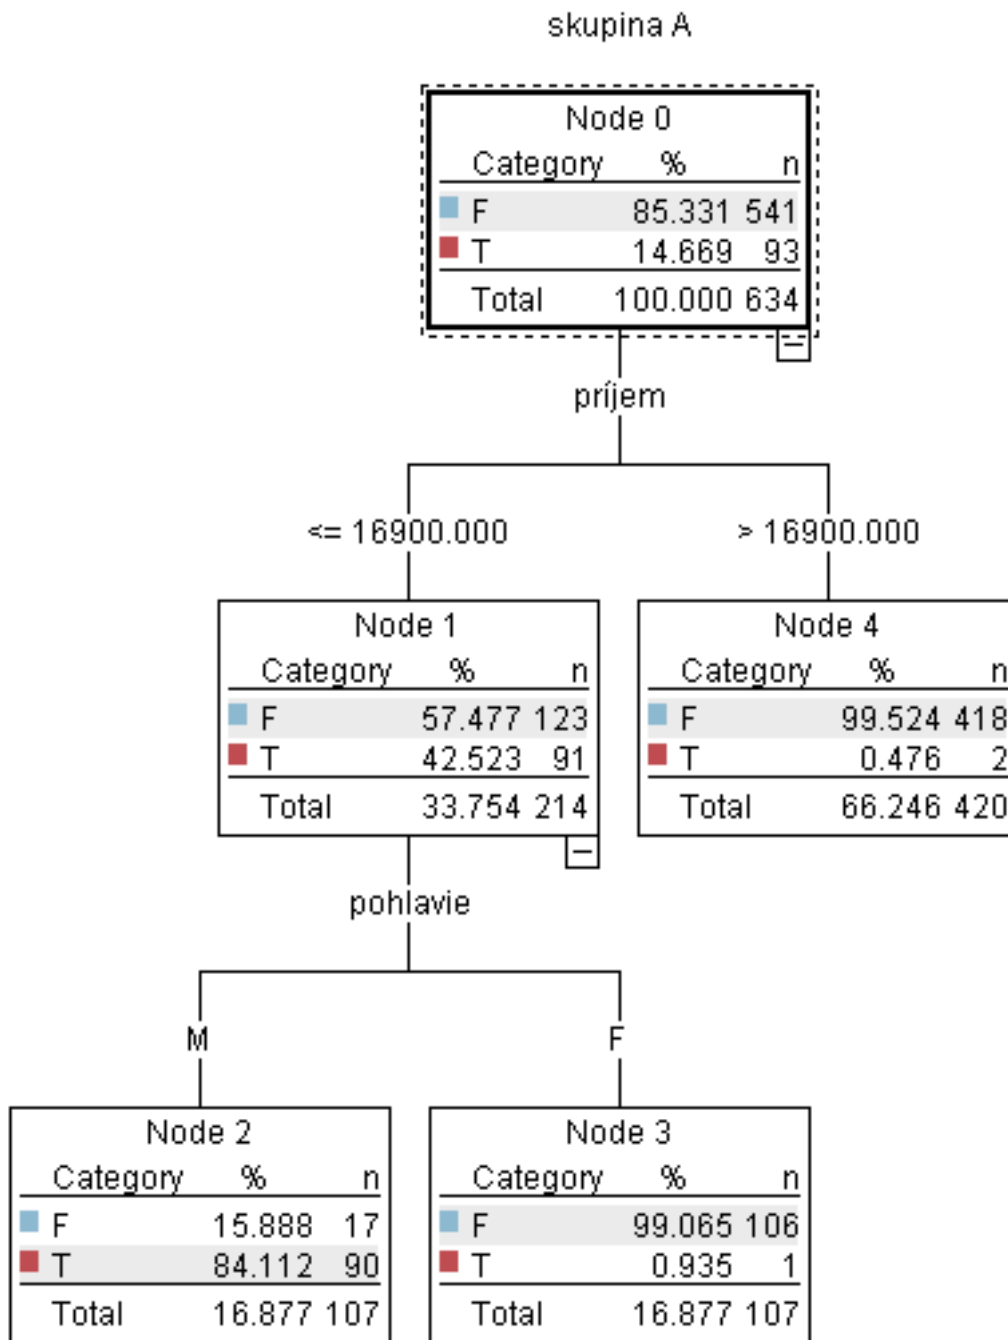 skupina A
Node 0
Category % n
F 85.331 541
T 14.669 93
Total 100.000 634
príjem
<= 16900.000 > 16900.000
Node 1
Category % n
F 57.477 123
T 42.523 91
Total 33.754 214
Node 4
Category % n
F 99.524 418
T 0.476 2
Total 66.246 420
pohlavie
M F
Node 2
Category % n
F 15.888 17
T 84.112 90
Total 16.877 107
Node 3
Category % n
F 99.065 106
T 0.935 1
Total 16.877 107